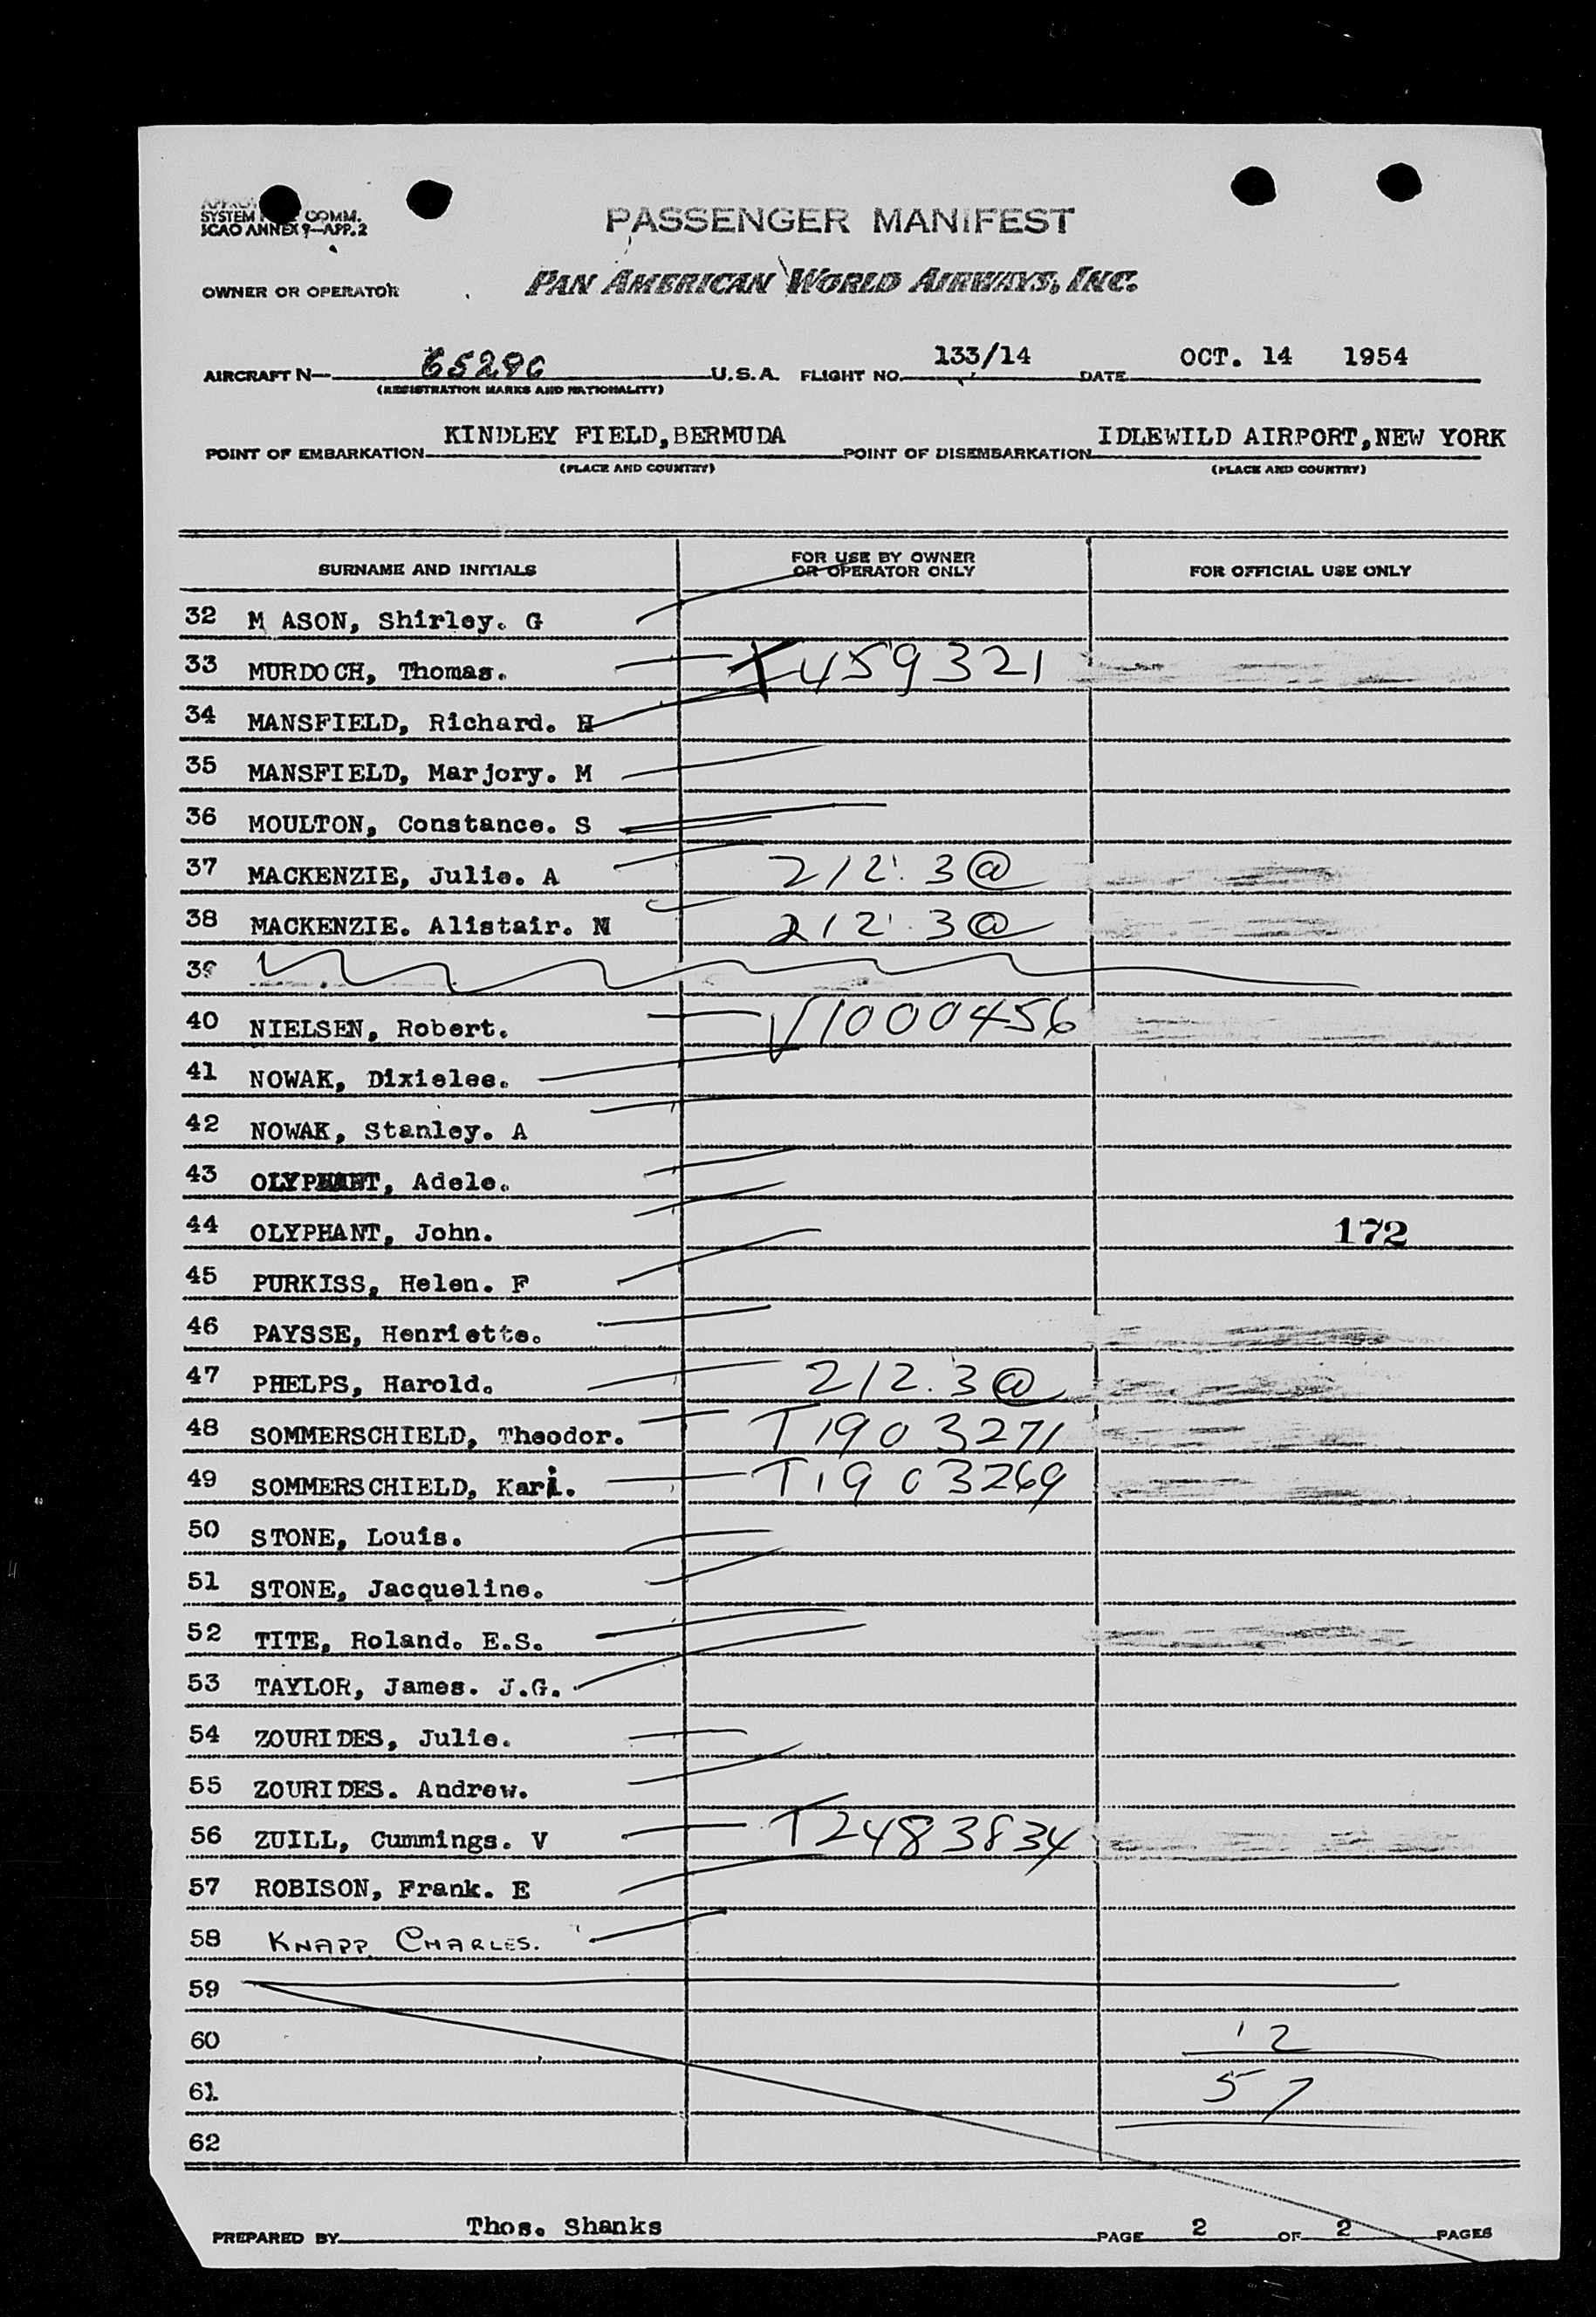 SYSTEM COMM.
ICAO ANNEX 9—APP. 2
PASSENGER MANIFEST
OWNER OR OPERATOR PAN AMERICAN WORLD AIRWAYS, INC.
AIRCRAFT N— U.S.A. FLIGHT NO. 133/14 DATE OCT. 14 1954
(REGISTRATION MARKS AND NATIONALITY)
POINT OF EMBARKATION KINDLEY FIELD, BERMUDA POINT OF DISEMBARKATION IDLEWILD AIRPORT, NEW YORK
(PLACE AND COUNTRY) (PLACE AND COUNTRY)
SURNAME AND INITIALS FOR USE BY OWNER OR OPERATOR ONLY FOR OFFICIAL USE ONLY
32 M ASON, Shirley. G
33 MURDOCH, Thomas. 459321
34 MANSFIELD, Richard. H
35 MANSFIELD, Marjory. M
36 MOULTON, Constance. S
37 MACKENZIE, Julie. A 212.3@
38 MACKENZIE. Alistair. N 212.3@
39
40 NIELSEN, Robert. V1000456
41 NOWAK, Dixielee.
42 NOWAK, Stanley. A
43 OLYPHANT, Adele.
44 OLYPHANT, John. 172
45 PURKISS, Helen. F
46 PAYSSE, Henriette.
47 PHELPS, Harold. 212.3@
48 SOMMERSCHIELD, Theodor. T1903271
49 SOMMERSCHIELD, Kari. T1903269
50 STONE, Louis.
51 STONE, Jacqueline.
52 TITE, Roland. E.S.
53 TAYLOR, James. J.G.
54 ZOURIDES, Julie.
55 ZOURIDES. Andrew.
56 ZUILL, Cummings. V T2483834
57 ROBISON, Frank. E
58 KNAPP CHARLES.
59
60 12
61 57
62
PREPARED BY Thos. Shanks PAGE 2 OF 2 PAGES